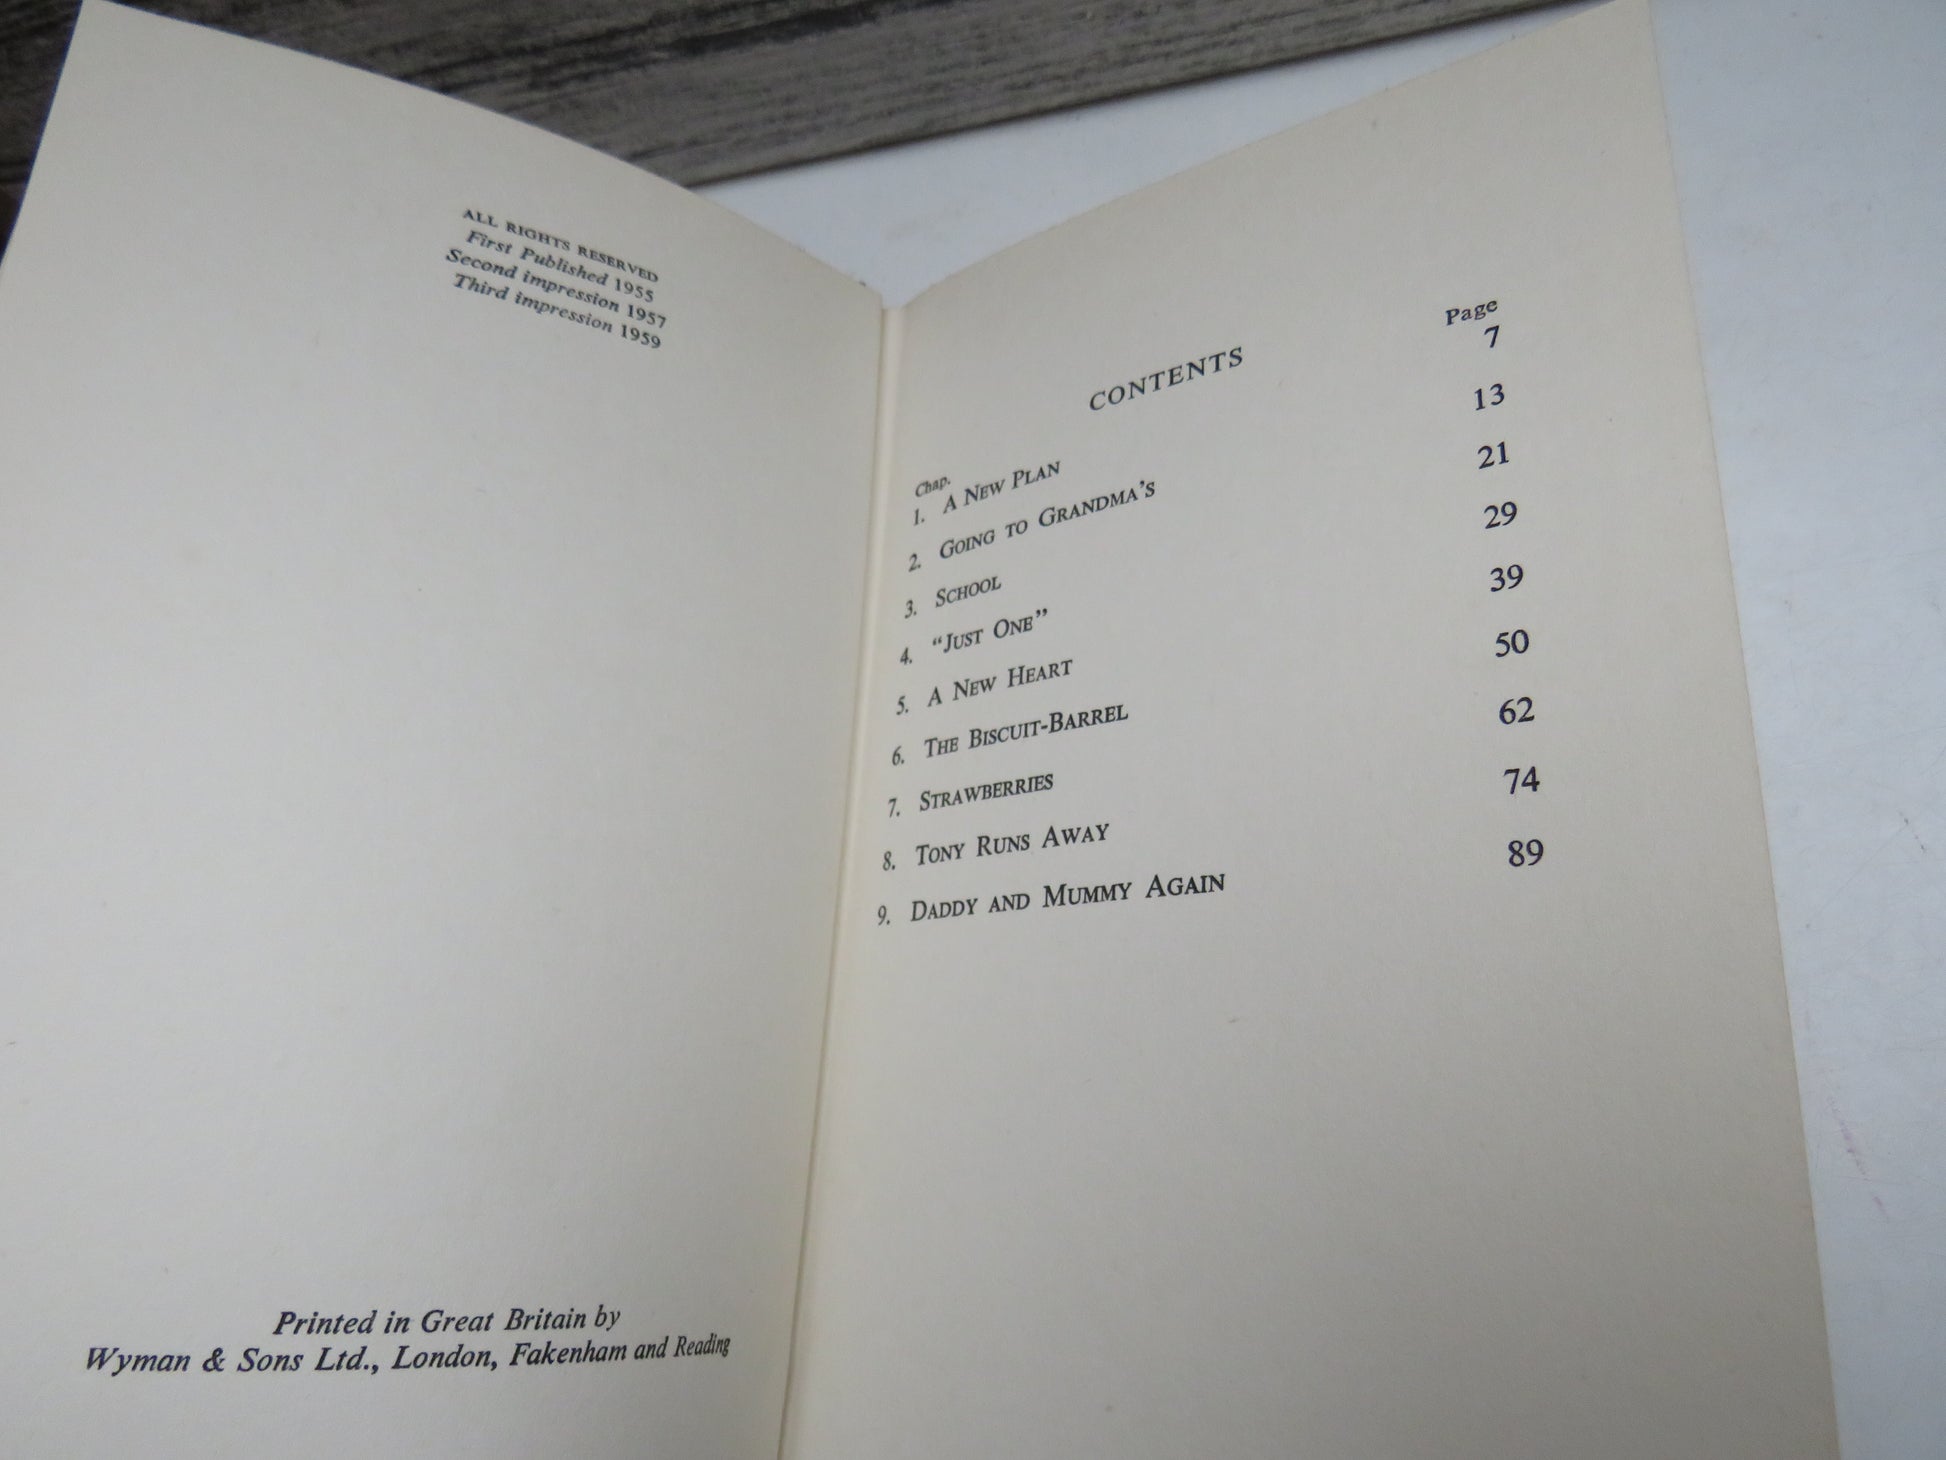 ALL RIGHTS RESERVED
First Published 1955
Second impression 1957
Third impression 1959
Printed in Great Britain by
Wyman & Sons Ltd., London, Fakenham and Reading
CONTENTS
Chap. Page
1. A New Plan 7
2. Going to Grandma's 13
3. School 21
4. “Just One” 29
5. A New Heart 39
6. The Biscuit-Barrel 50
7. Strawberries 62
8. Tony Runs Away 74
9. Daddy and Mummy Again 89